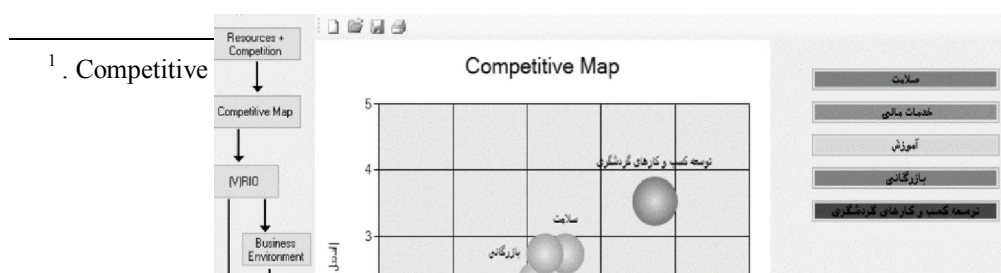 1 . Competitive
Resources +
Competition
Competitive Map
(V)RIO
Business
Environment
Competitive Map
5
4
3
توسعه کسب و کارهای گردشگری
سلامت
بازرگانی
سلامت
خدمات مالی
آموزش
بازرگانی
توسعه کسب و کارهای گردشگری